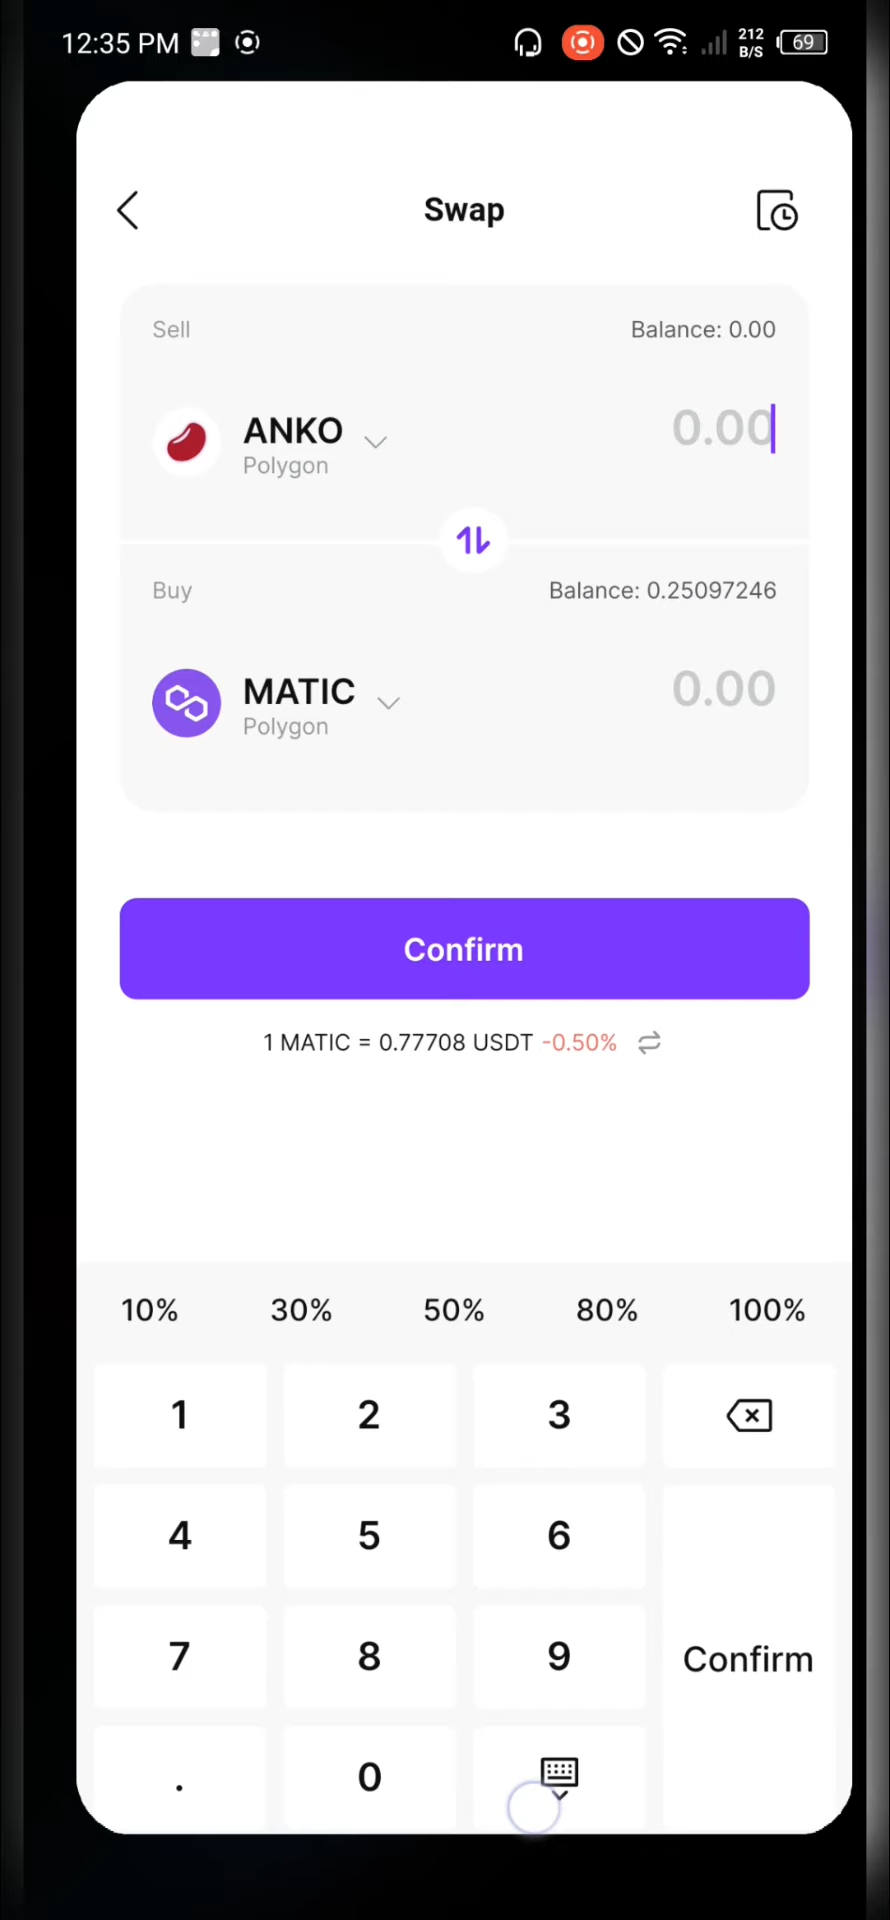 12:35 PM
212
B/S
69
Swap
Sell
Balance: 0.00
ANKO
0.00
Polygon
Buy
Balance: 0.25097246
MATIC
0.00
Polygon
Confirm
1 MATIC = 0.77708 USDT -0.50%
10% 30% 50% 80% 100%
1 2 3
4 5 6
7 8 9
Confirm
. 0